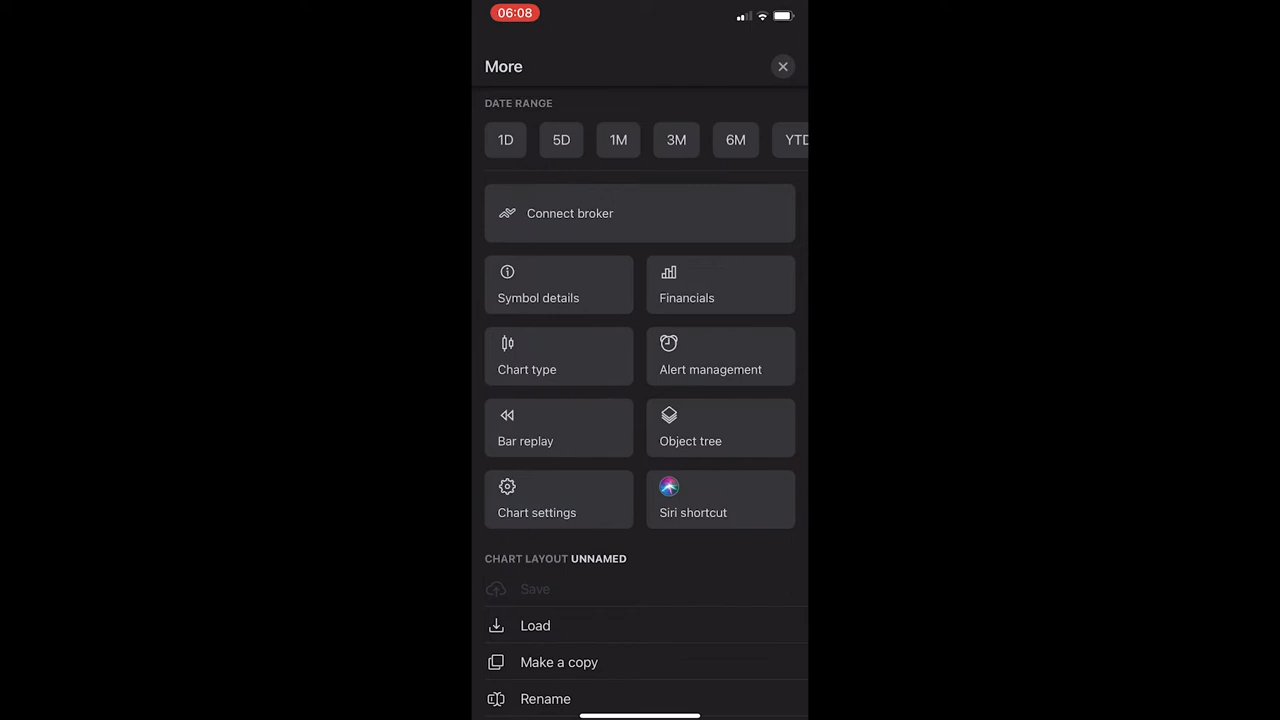 06:08
More
DATE RANGE
1D 5D 1M 3M 6M YTD
Connect broker
Symbol details Financials
Chart type Alert management
Bar replay Object tree
Chart settings Siri shortcut
CHART LAYOUT UNNAMED
Save
Load
Make a copy
Rename